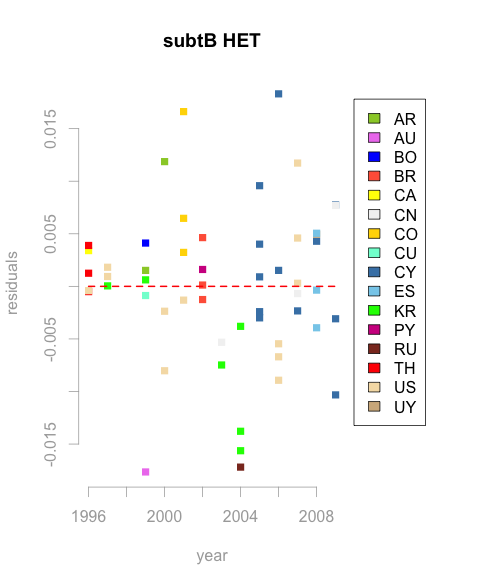 subtB HET
residuals
0.015
0.005
-0.005
-0.015
1996
2000
2004
2008
year
AR
AU
BO
BR
CA
CN
CO
CU
CY
ES
KR
PY
RU
TH
US
UY